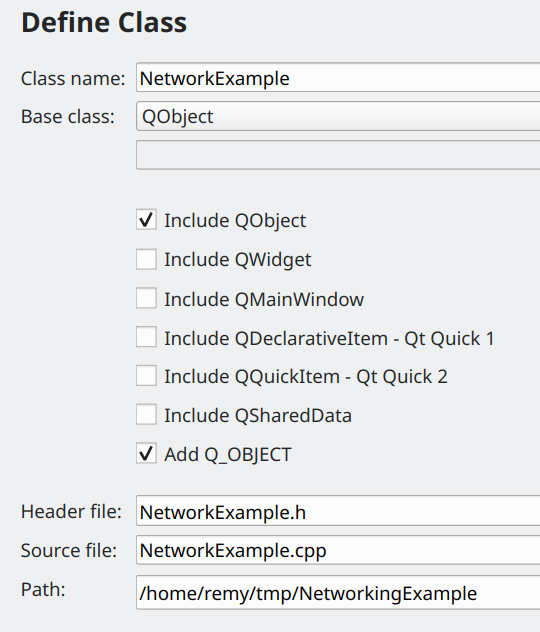 Define Class
Class name: NetworkExample
Base class: QObject
Include QObject
Include QWidget
Include QMainWindow
Include QDeclarativeItem - Qt Quick 1
Include QQuickItem - Qt Quick 2
Include QSharedData
Add Q_OBJECT
Header file: NetworkExample.h
Source file: NetworkExample.cpp
Path: /home/remy/tmp/NetworkingExample